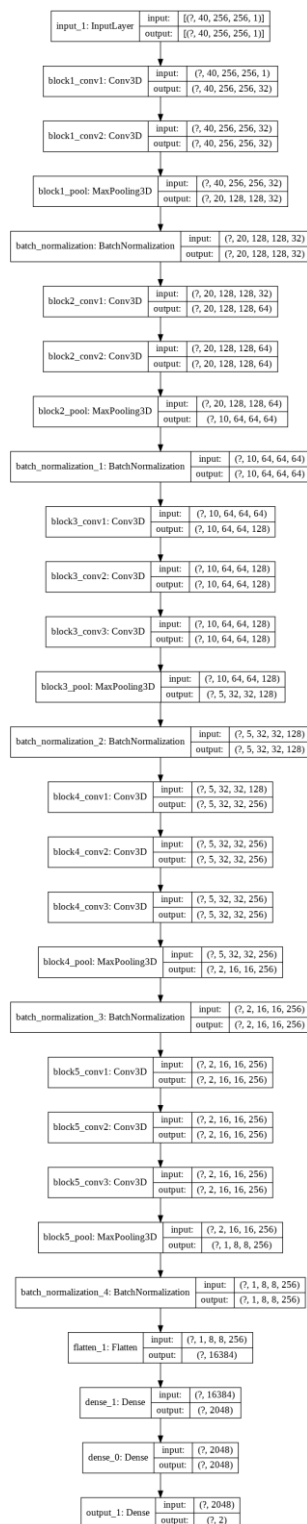 input_1: InputLayer
input: [(?, 40, 256, 256, 1)]
output: [(?, 40, 256, 256, 1)]
block1_conv1: Conv3D
input: (?, 40, 256, 256, 1)
output: (?, 40, 256, 256, 32)
block1_conv2: Conv3D
input: (?, 40, 256, 256, 32)
output: (?, 40, 256, 256, 32)
block1_pool: MaxPooling3D
input: (?, 40, 256, 256, 32)
output: (?, 20, 128, 128, 32)
batch_normalization: BatchNormalization
input: (?, 20, 128, 128, 32)
output: (?, 20, 128, 128, 32)
block2_conv1: Conv3D
input: (?, 20, 128, 128, 32)
output: (?, 20, 128, 128, 64)
block2_conv2: Conv3D
input: (?, 20, 128, 128, 64)
output: (?, 20, 128, 128, 64)
block2_pool: MaxPooling3D
input: (?, 20, 128, 128, 64)
output: (?, 10, 64, 64, 64)
batch_normalization_1: BatchNormalization
input: (?, 10, 64, 64, 64)
output: (?, 10, 64, 64, 64)
block3_conv1: Conv3D
input: (?, 10, 64, 64, 64)
output: (?, 10, 64, 64, 128)
block3_conv2: Conv3D
input: (?, 10, 64, 64, 128)
output: (?, 10, 64, 64, 128)
block3_conv3: Conv3D
input: (?, 10, 64, 64, 128)
output: (?, 10, 64, 64, 128)
block3_pool: MaxPooling3D
input: (?, 10, 64, 64, 128)
output: (?, 5, 32, 32, 128)
batch_normalization_2: BatchNormalization
input: (?, 5, 32, 32, 128)
output: (?, 5, 32, 32, 128)
block4_conv1: Conv3D
input: (?, 5, 32, 32, 128)
output: (?, 5, 32, 32, 256)
block4_conv2: Conv3D
input: (?, 5, 32, 32, 256)
output: (?, 5, 32, 32, 256)
block4_conv3: Conv3D
input: (?, 5, 32, 32, 256)
output: (?, 5, 32, 32, 256)
block4_pool: MaxPooling3D
input: (?, 5, 32, 32, 256)
output: (?, 2, 16, 16, 256)
batch_normalization_3: BatchNormalization
input: (?, 2, 16, 16, 256)
output: (?, 2, 16, 16, 256)
block5_conv1: Conv3D
input: (?, 2, 16, 16, 256)
output: (?, 2, 16, 16, 256)
block5_conv2: Conv3D
input: (?, 2, 16, 16, 256)
output: (?, 2, 16, 16, 256)
block5_conv3: Conv3D
input: (?, 2, 16, 16, 256)
output: (?, 2, 16, 16, 256)
block5_pool: MaxPooling3D
input: (?, 2, 16, 16, 256)
output: (?, 1, 8, 8, 256)
batch_normalization_4: BatchNormalization
input: (?, 1, 8, 8, 256)
output: (?, 1, 8, 8, 256)
flatten_1: Flatten
input: (?, 1, 8, 8, 256)
output: (?, 16384)
dense_1: Dense
input: (?, 16384)
output: (?, 2048)
dense_0: Dense
input: (?, 2048)
output: (?, 2048)
output_1: Dense
input: (?, 2048)
output: (?, 2)